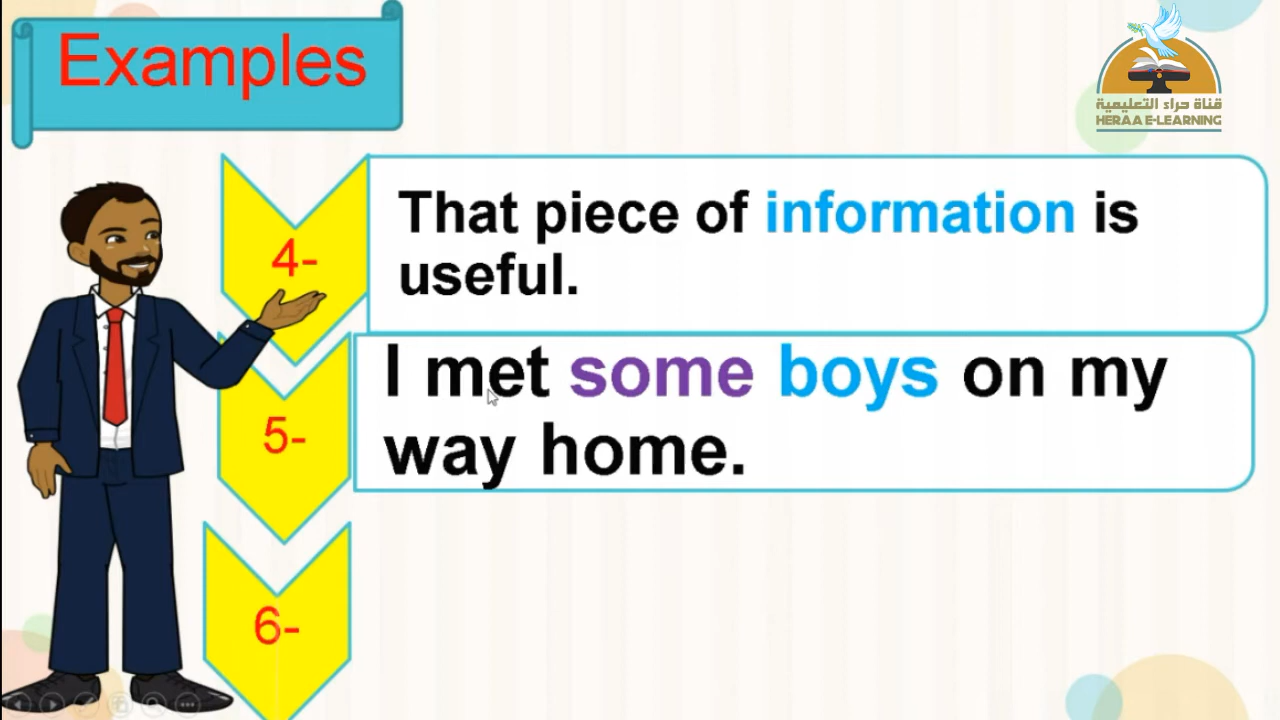 Examples
قناة حراء التعليمية
HERAA E-LEARNING
4-
That piece of information is
useful.
5-
I met some boys on my
way home.
6-